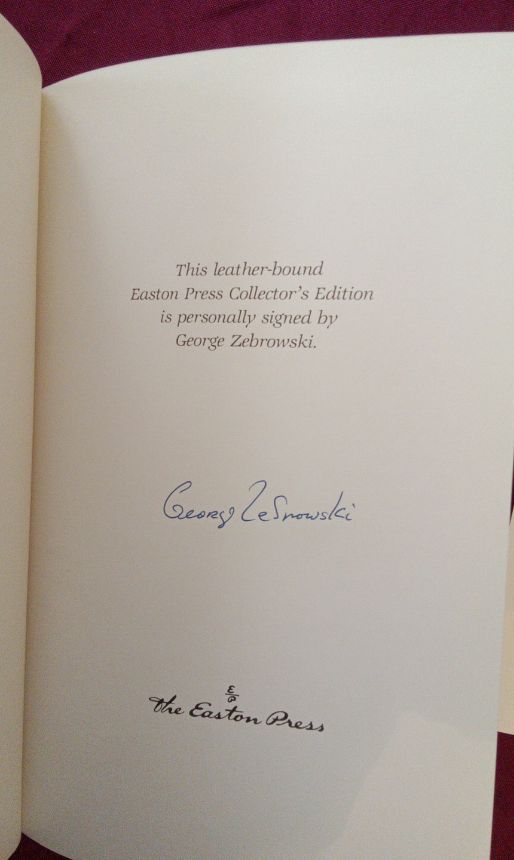 This leather-bound
Easton Press Collector's Edition
is personally signed by
George Zebrowski.
George Zebrowski
E/P
the Easton Press